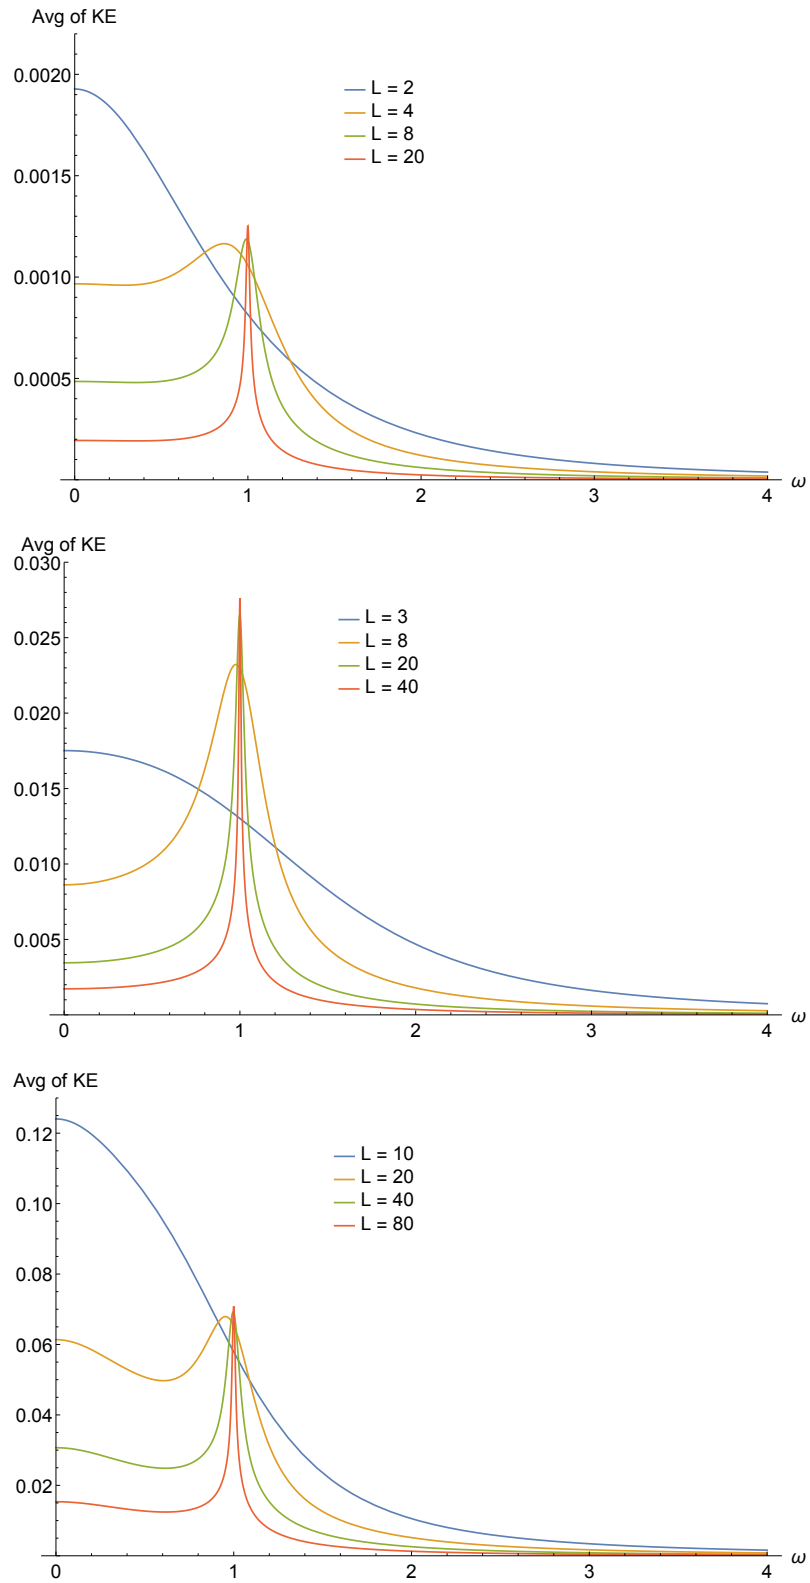 Avg of KE
0.0020
0.0015
0.0010
0.0005
L = 2
L = 4
L = 8
L = 20
0 1 2 3 4 ω
Avg of KE
0.030
0.025
0.020
0.015
0.010
0.005
L = 3
L = 8
L = 20
L = 40
0 1 2 3 4 ω
Avg of KE
0.12
0.10
0.08
0.06
0.04
0.02
L = 10
L = 20
L = 40
L = 80
0 1 2 3 4 ω